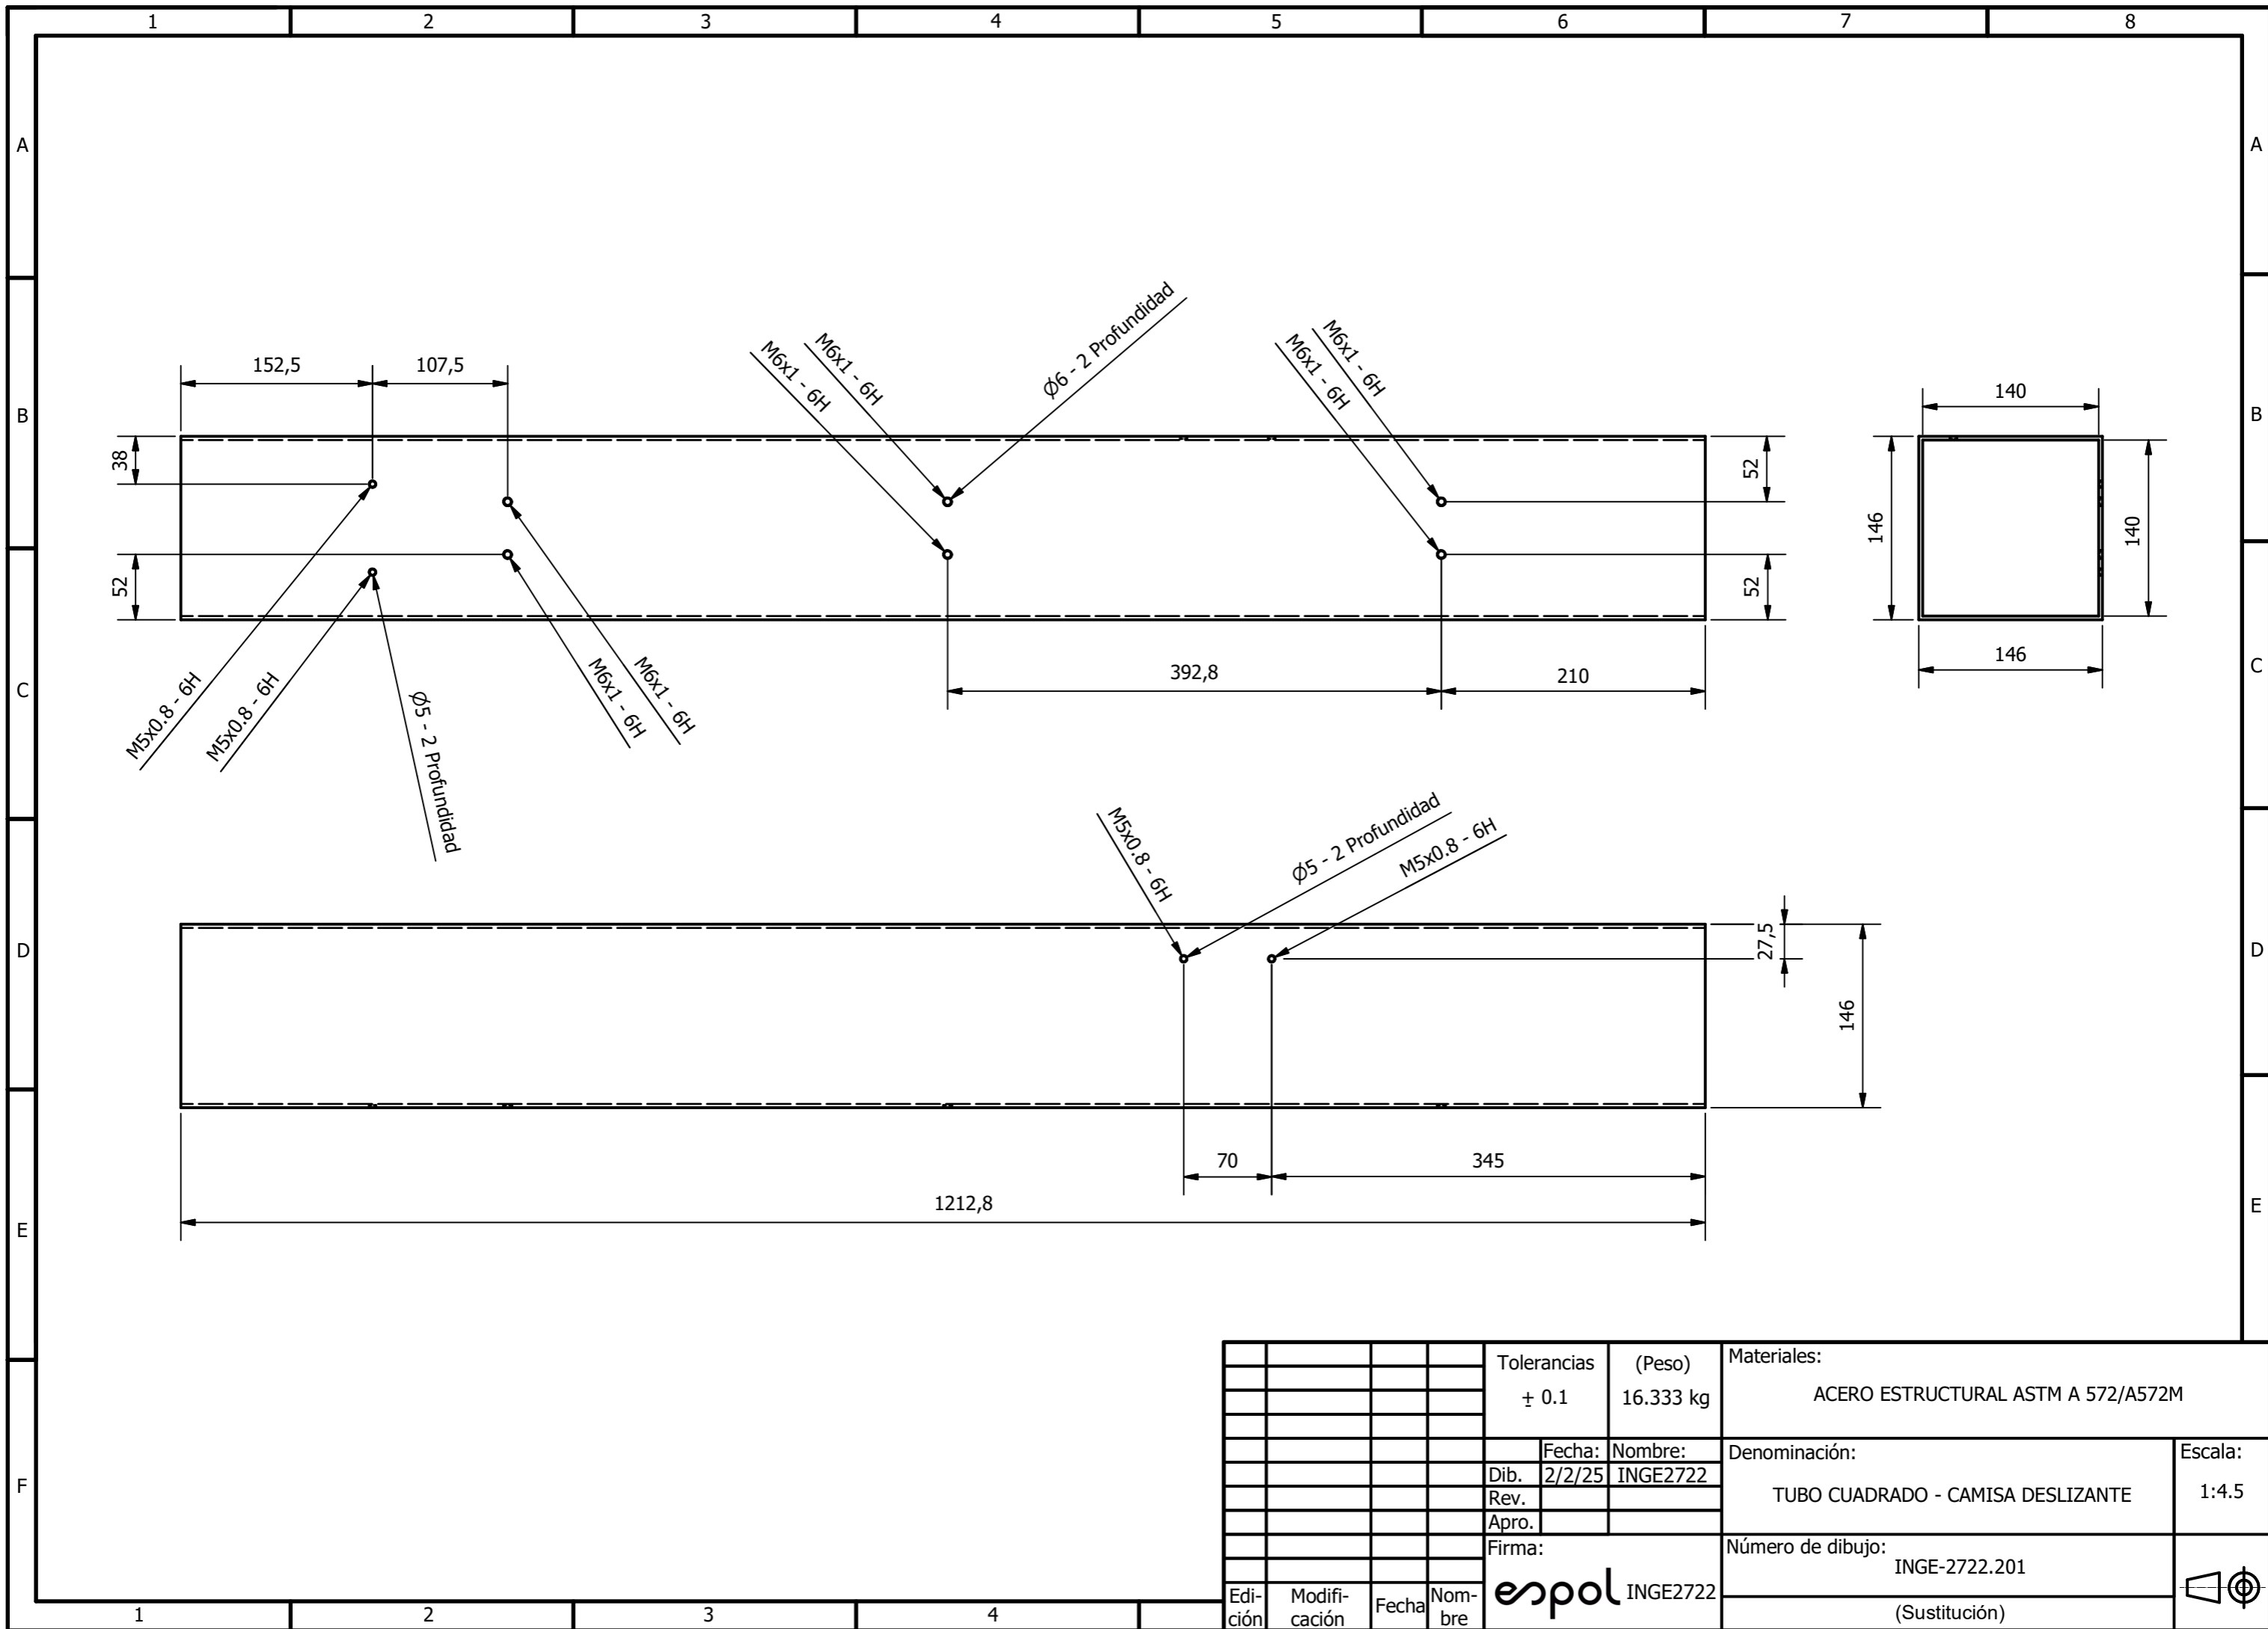 1 2 3 4 5 6 7 8
A A
B B
C C
D D
E E
F
152,5
107,5
38
52
M5x0.8 - 6H
M5x0.8 - 6H
Ø5 - 2 Profundidad
M6x1 - 6H
M6x1 - 6H
M6x1 - 6H
M6x1 - 6H
Ø6 - 2 Profundidad
M6x1 - 6H
M6x1 - 6H
52
52
392,8
210
140
146
140
146
M5x0.8 - 6H
Ø5 - 2 Profundidad
M5x0.8 - 6H
27,5
146
70
345
1212,8
Tolerancias
± 0.1
(Peso)
16.333 kg
Materiales:
ACERO ESTRUCTURAL ASTM A 572/A572M
Fecha: Nombre:
Dib. 2/2/25 INGE2722
Rev.
Apro.
Denominación:
TUBO CUADRADO - CAMISA DESLIZANTE
Escala:
1:4.5
Firma:
espol INGE2722
Número de dibujo:
INGE-2722.201
(Sustitución)
Edi-
ción
Modifi-
cación
Fecha
Nom-
bre
1 2 3 4